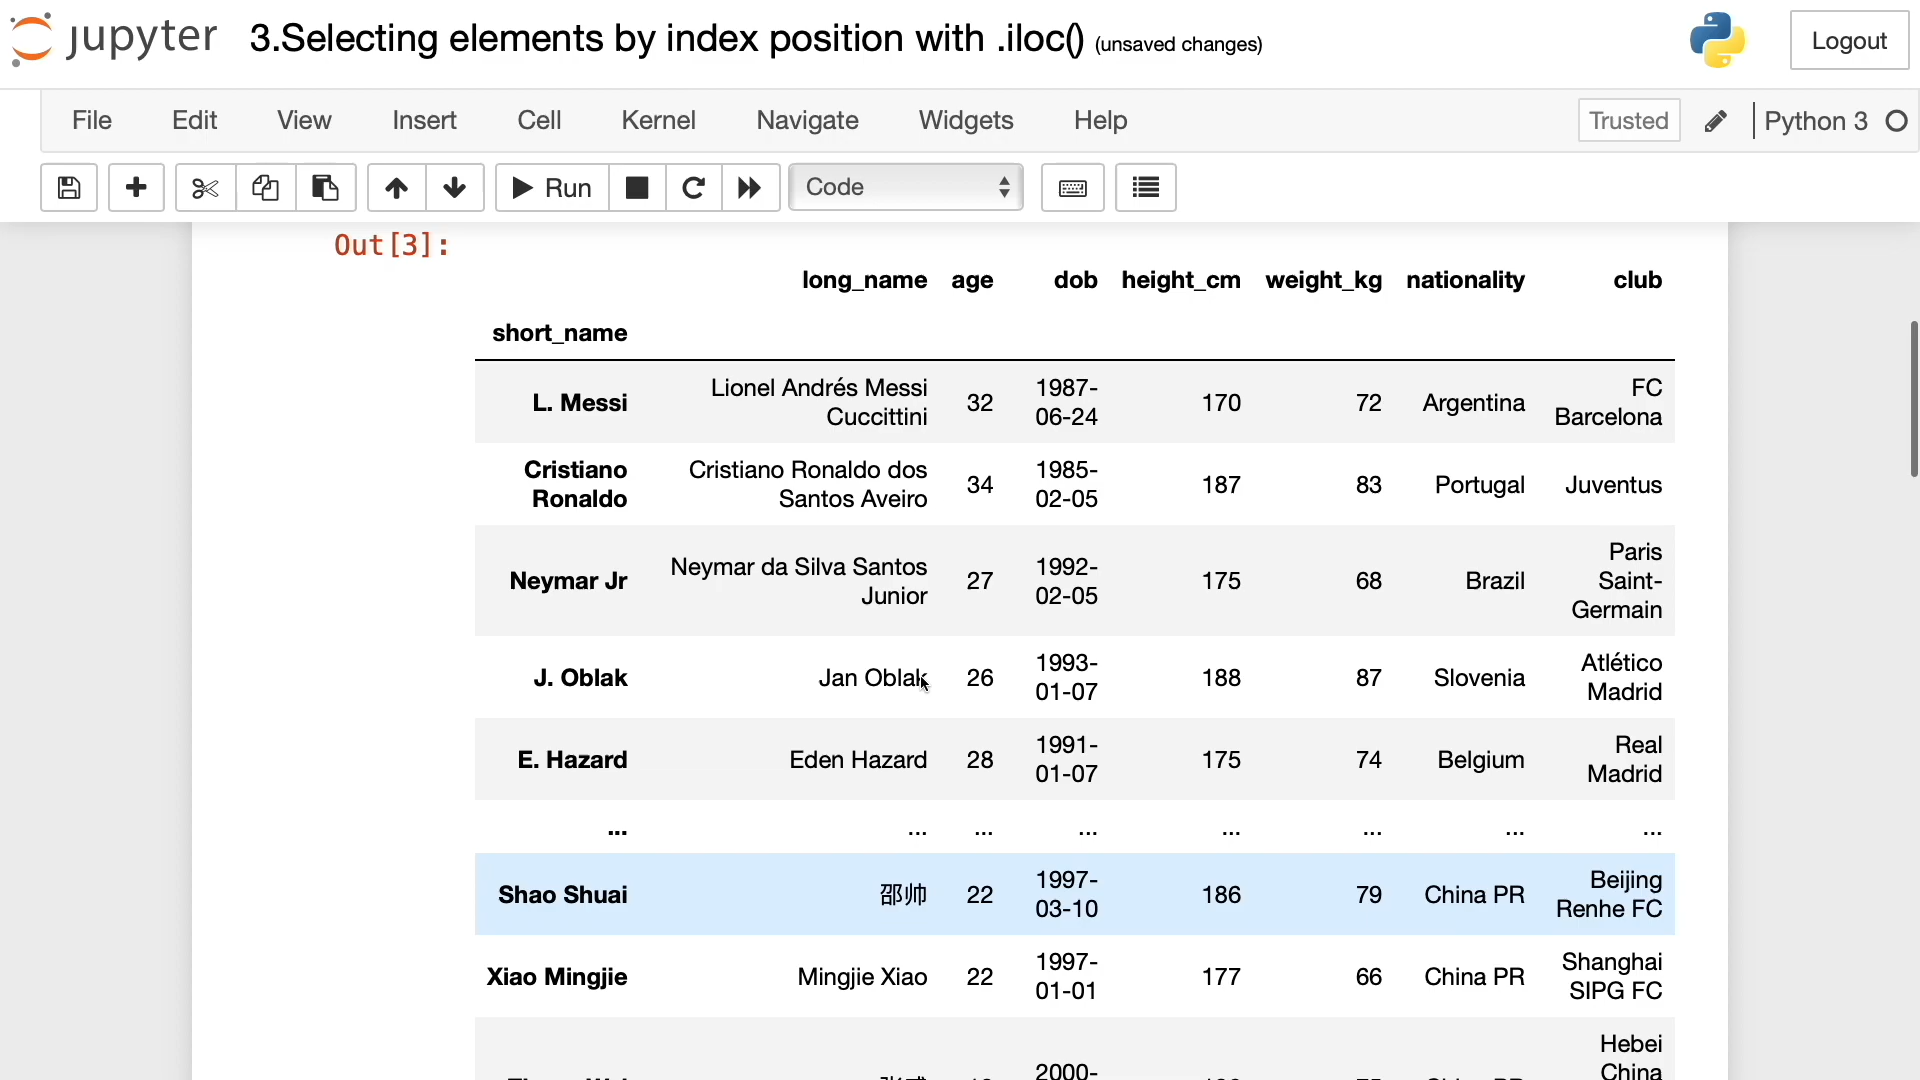 jupyter 3.Selecting elements by index position with .iloc() (unsaved changes) Logout
File Edit View Insert Cell Kernel Navigate Widgets Help Trusted Python 3
Run Code
Out[3]:
long_name age dob height_cm weight_kg nationality club
short_name
L. Messi Lionel Andrés Messi Cuccittini 32 1987-06-24 170 72 Argentina FC Barcelona
Cristiano Ronaldo Cristiano Ronaldo dos Santos Aveiro 34 1985-02-05 187 83 Portugal Juventus
Neymar Jr Neymar da Silva Santos Junior 27 1992-02-05 175 68 Brazil Paris Saint-Germain
J. Oblak Jan Oblak 26 1993-01-07 188 87 Slovenia Atlético Madrid
E. Hazard Eden Hazard 28 1991-01-07 175 74 Belgium Real Madrid
... ... ... ... ... ... ... ...
Shao Shuai 邵帅 22 1997-03-10 186 79 China PR Beijing Renhe FC
Xiao Mingjie Mingjie Xiao 22 1997-01-01 177 66 China PR Shanghai SIPG FC
2000- Hebei China